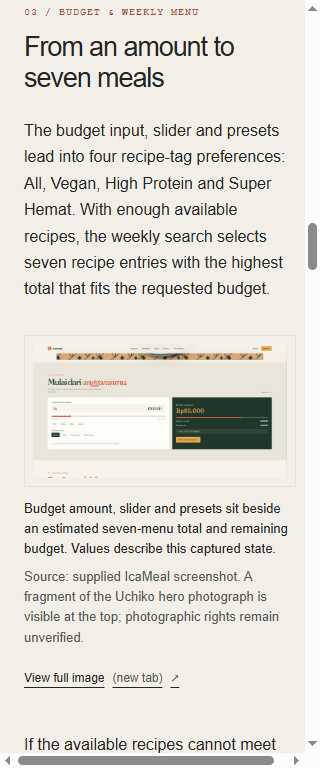 03 / BUDGET & WEEKLY MENU
From an amount to
seven meals
The budget input, slider and presets
lead into four recipe-tag preferences:
All, Vegan, High Protein and Super
Hemat. With enough available
recipes, the weekly search selects
seven recipe entries with the highest
total that fits the requested budget.
Mulai dari anggaranmu.
Budget amount, slider and presets sit beside
an estimated seven-menu total and remaining
budget. Values describe this captured state.
Source: supplied IcaMeal screenshot. A
fragment of the Uchiko hero photograph is
visible at the top; photographic rights remain
unverified.
View full image (new tab) ↗
If the available recipes cannot meet